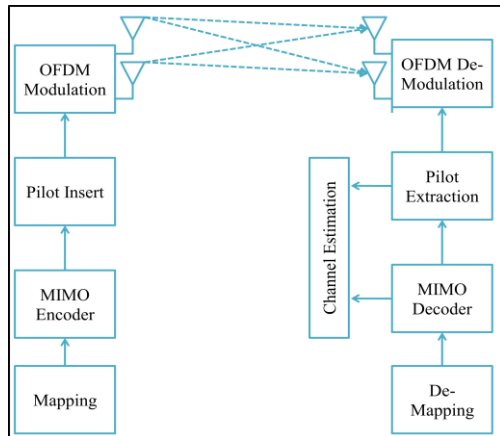 OFDM
Modulation
OFDM De-
Modulation
Pilot Insert
Channel Estimation
Pilot
Extraction
MIMO
Encoder
MIMO
Decoder
Mapping
De-
Mapping